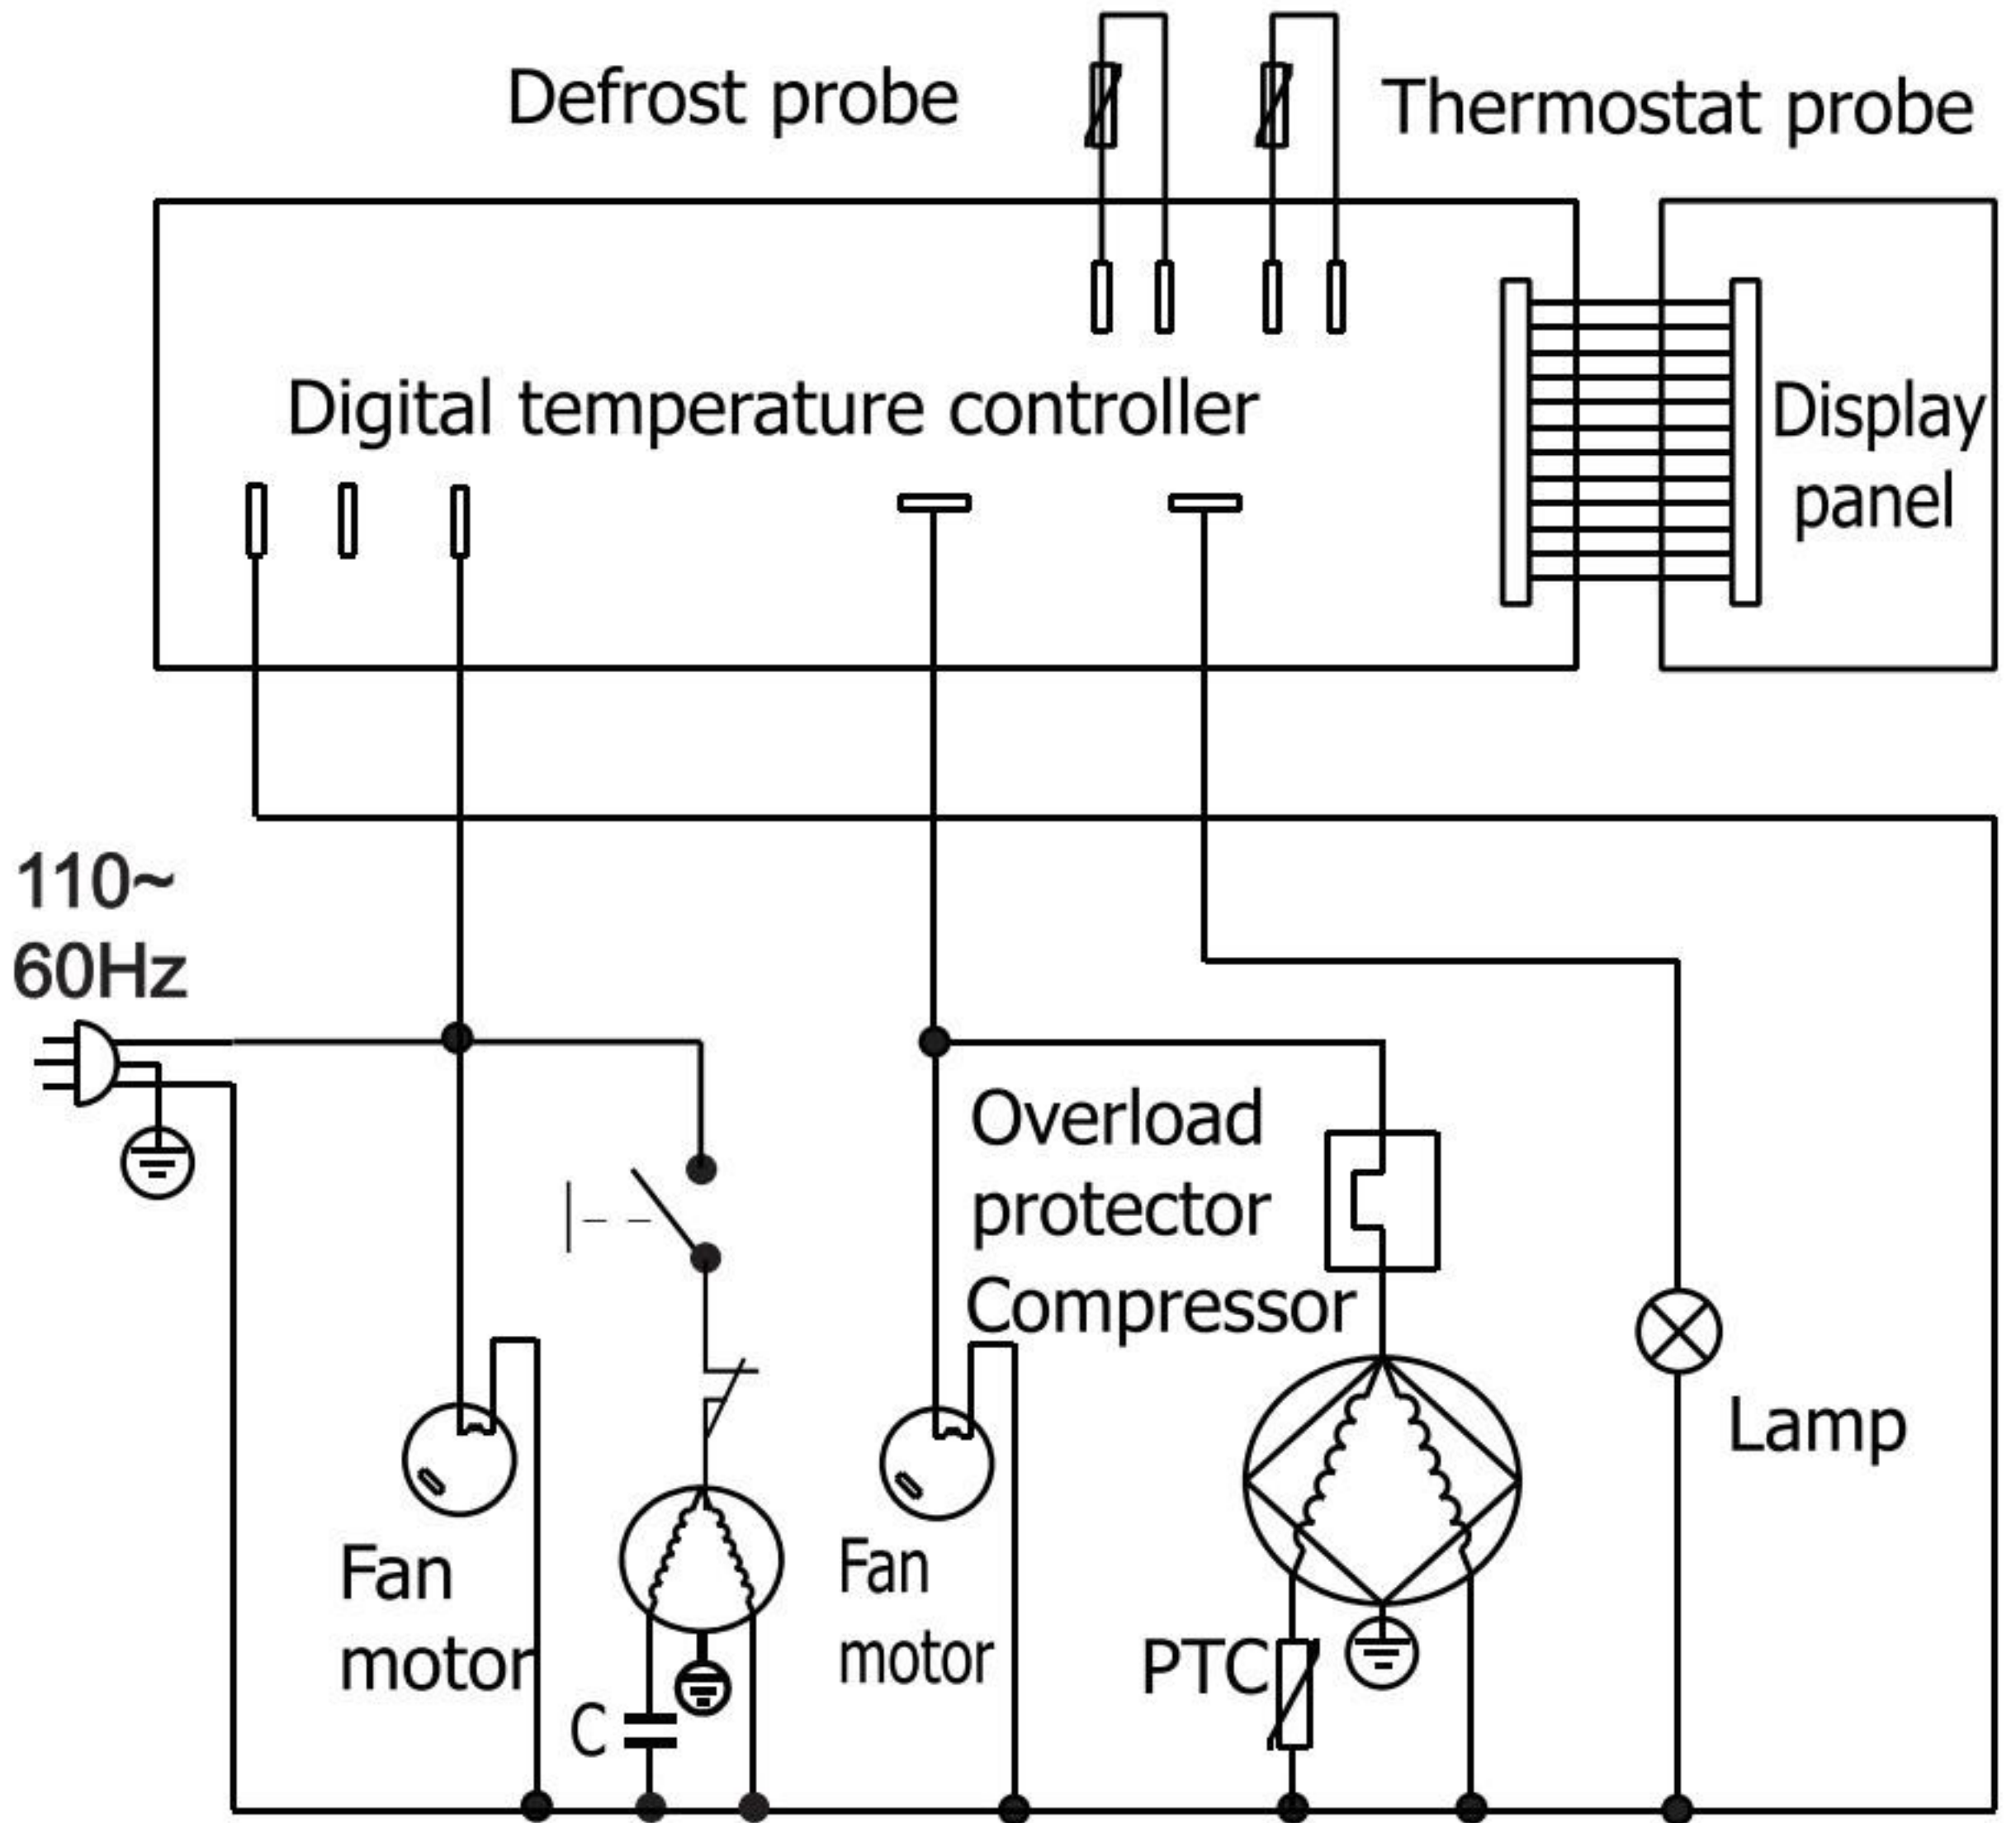 Defrost probe
Thermostat probe
Digital temperature controller
Display
panel
110~
60Hz
Overload
protector
Compressor
Lamp
Fan
motor
Fan
motor
C
PTC